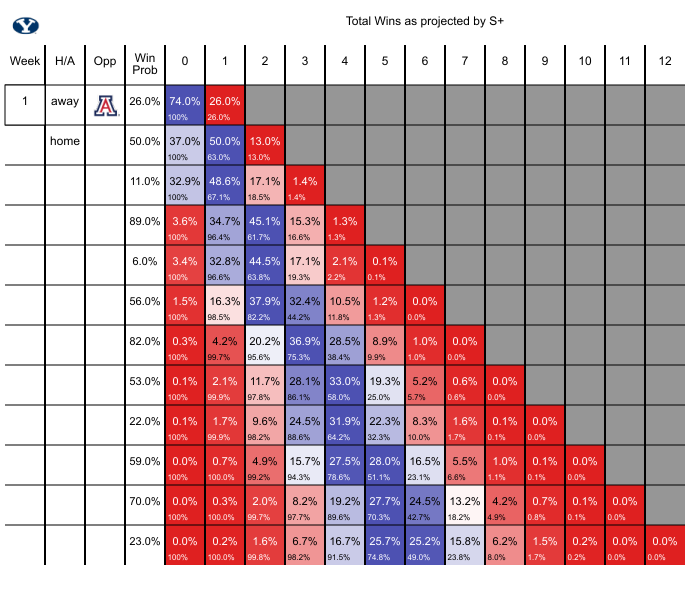 Total Wins as projected by S+
Y
Week H/A Opp Win Prob 0 1 2 3 4 5 6 7 8 9 10 11 12
1 away A 26.0% 74.0% 26.0%
100% 26.0%
home 50.0% 37.0% 50.0% 13.0%
100% 63.0% 13.0%
11.0% 32.9% 48.6% 17.1% 1.4%
100% 67.1% 18.5% 1.4%
89.0% 3.6% 34.7% 45.1% 15.3% 1.3%
100% 96.4% 61.7% 16.6% 1.3%
6.0% 3.4% 32.8% 44.5% 17.1% 2.1% 0.1%
100% 96.6% 63.8% 19.3% 2.2% 0.1%
56.0% 1.5% 16.3% 37.9% 32.4% 10.5% 1.2% 0.0%
100% 98.5% 82.2% 44.2% 11.8% 1.3% 0.0%
82.0% 0.3% 4.2% 20.2% 36.9% 28.5% 8.9% 1.0% 0.0%
100% 99.7% 95.6% 75.3% 38.4% 9.9% 1.0% 0.0%
53.0% 0.1% 2.1% 11.7% 28.1% 33.0% 19.3% 5.2% 0.6% 0.0%
100% 99.9% 97.8% 86.1% 58.0% 25.0% 5.7% 0.6% 0.0%
22.0% 0.1% 1.7% 9.6% 24.5% 31.9% 22.3% 8.3% 1.6% 0.1% 0.0%
100% 99.9% 98.2% 88.6% 64.2% 32.3% 10.0% 1.7% 0.1% 0.0%
59.0% 0.0% 0.7% 4.9% 15.7% 27.5% 28.0% 16.5% 5.5% 1.0% 0.1% 0.0%
100% 100.0% 99.2% 94.3% 78.6% 51.1% 23.1% 6.6% 1.1% 0.1% 0.0%
70.0% 0.0% 0.3% 2.0% 8.2% 19.2% 27.7% 24.5% 13.2% 4.2% 0.7% 0.1% 0.0%
100% 100.0% 99.7% 97.7% 89.6% 70.3% 42.7% 18.2% 4.9% 0.8% 0.1% 0.0%
23.0% 0.0% 0.2% 1.6% 6.7% 16.7% 25.7% 25.2% 15.8% 6.2% 1.5% 0.2% 0.0% 0.0%
100% 100.0% 99.8% 98.2% 91.5% 74.8% 49.0% 23.8% 8.0% 1.7% 0.2% 0.0% 0.0%